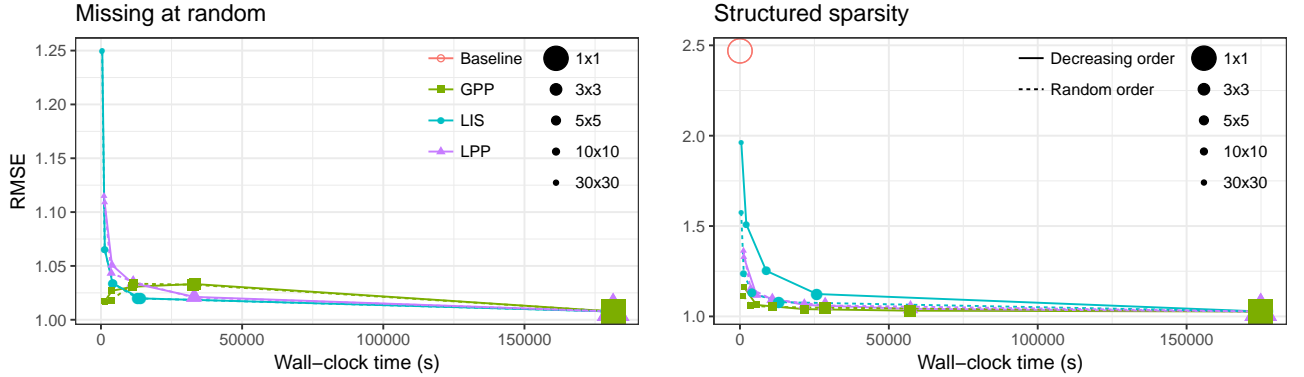 Missing at random
RMSE
1.25
1.20
1.15
1.10
1.05
1.00
Baseline
GPP
LIS
LPP
1x1
3x3
5x5
10x10
30x30
0
50000
100000
150000
Wall−clock time (s)
Structured sparsity
2.5
2.0
1.5
1.0
Decreasing order
Random order
1x1
3x3
5x5
10x10
30x30
0
50000
100000
150000
Wall−clock time (s)